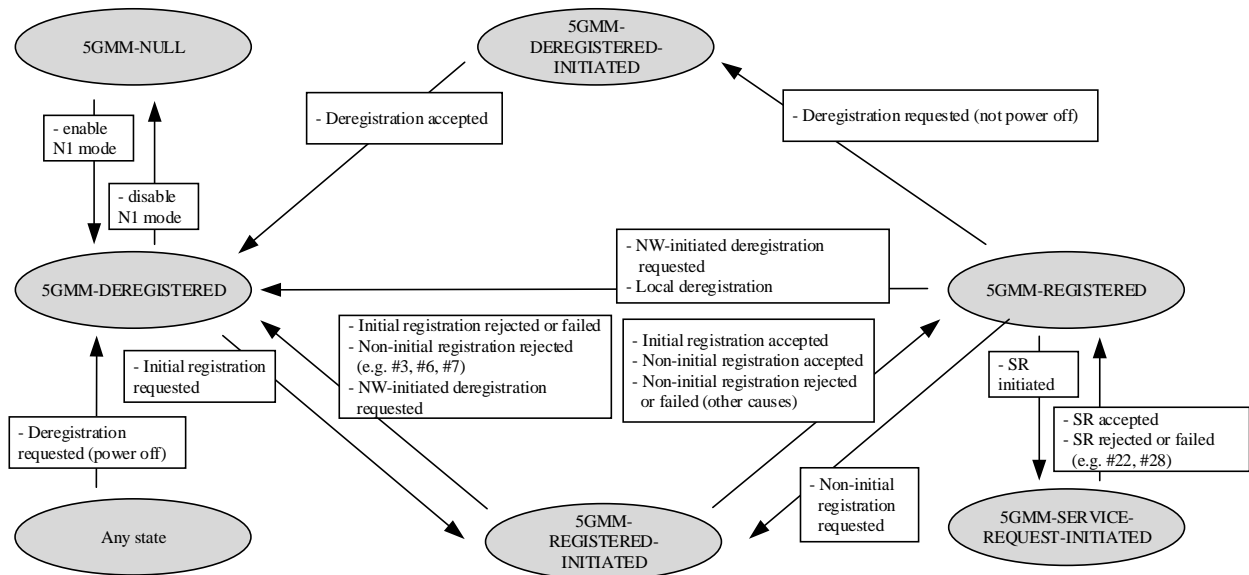 5GMM-NULL
5GMM-
DEREGISTERED-
INITIATED
- enable
N1 mode
- Deregistration accepted
- Deregistration requested (not power off)
- disable
N1 mode
- NW-initiated deregistration
requested
- Local deregistration
5GMM-DEREGISTERED
5GMM-REGISTERED
- Initial registration
requested
- Initial registration rejected or failed
- Non-initial registration rejected
(e.g. #3, #6, #7)
- NW-initiated deregistration
requested
- Initial registration accepted
- Non-initial registration accepted
- Non-initial registration rejected
or failed (other causes)
- SR
initiated
- Deregistration
requested (power off)
- SR accepted
- SR rejected or failed
(e.g. #22, #28)
- Non-initial
registration
requested
Any state
5GMM-
REGISTERED-
INITIATED
5GMM-SERVICE-
REQUEST-INITIATED